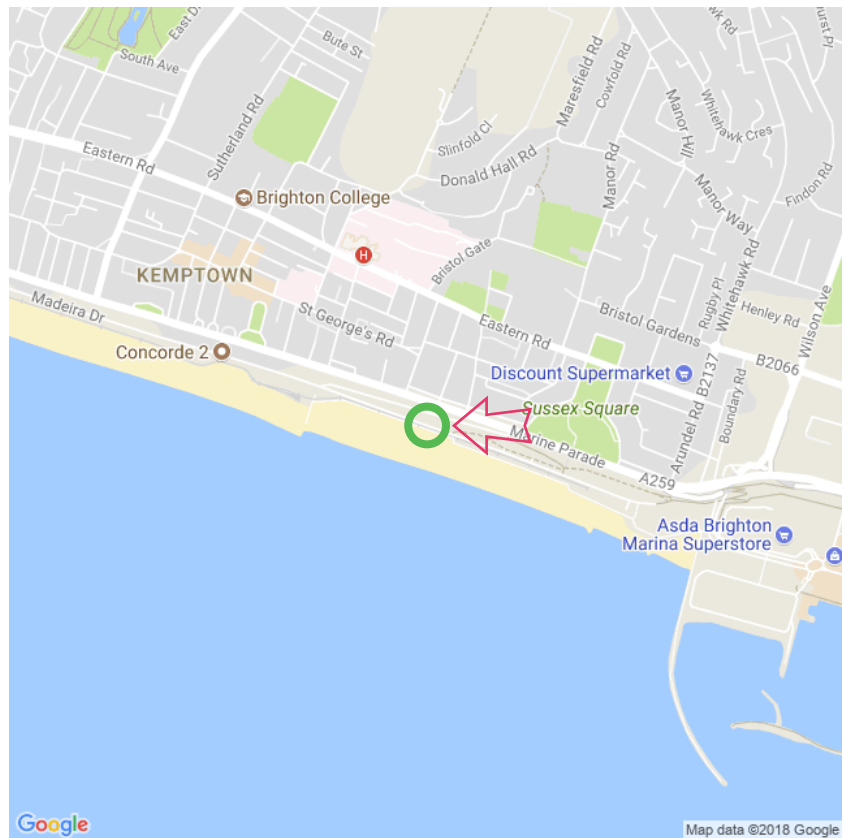 East D
urst Pl
Bute St
South Ave
Maresfield Rd
Cowfold Rd
Sutherland Rd
Whitehawk Cres
Manor Hill
Slinfold Cl
Eastern Rd
Donald Hall Rd
Manor Rd
Findon Rd
Brighton College
Manor Way
Bristol Gate
H
KEMPTOWN
Whitehawk Rd
Rugby Pl
Wilson Ave
Madeira Dr
St George's Rd
Eastern Rd
Bristol Gardens
Henley Rd
Concorde 2
B2066
Discount Supermarket
B2137
Boundary Rd
Sussex Square
Arundel Rd
Marine Parade
A259
Asda Brighton
Marina Superstore
Google
Map data ©2018 Google